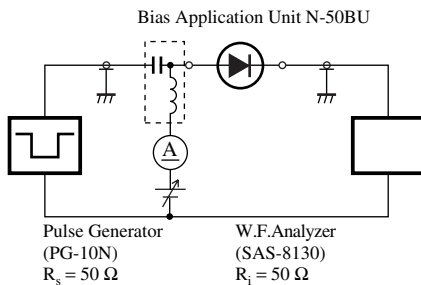 Bias Application Unit N-50BU
A
Pulse Generator
(PG-10N)
Rs = 50 Ω
W.F.Analyzer
(SAS-8130)
Ri = 50 Ω